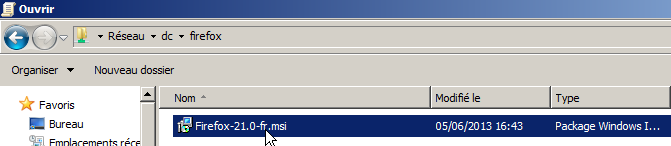 Ouvrir
Réseau dc firefox
Organiser Nouveau dossier
Favoris
Bureau
Emplacements réce
Nom Modifié le Type
Firefox-21.0-fr.msi 05/06/2013 16:43 Package Windows I...